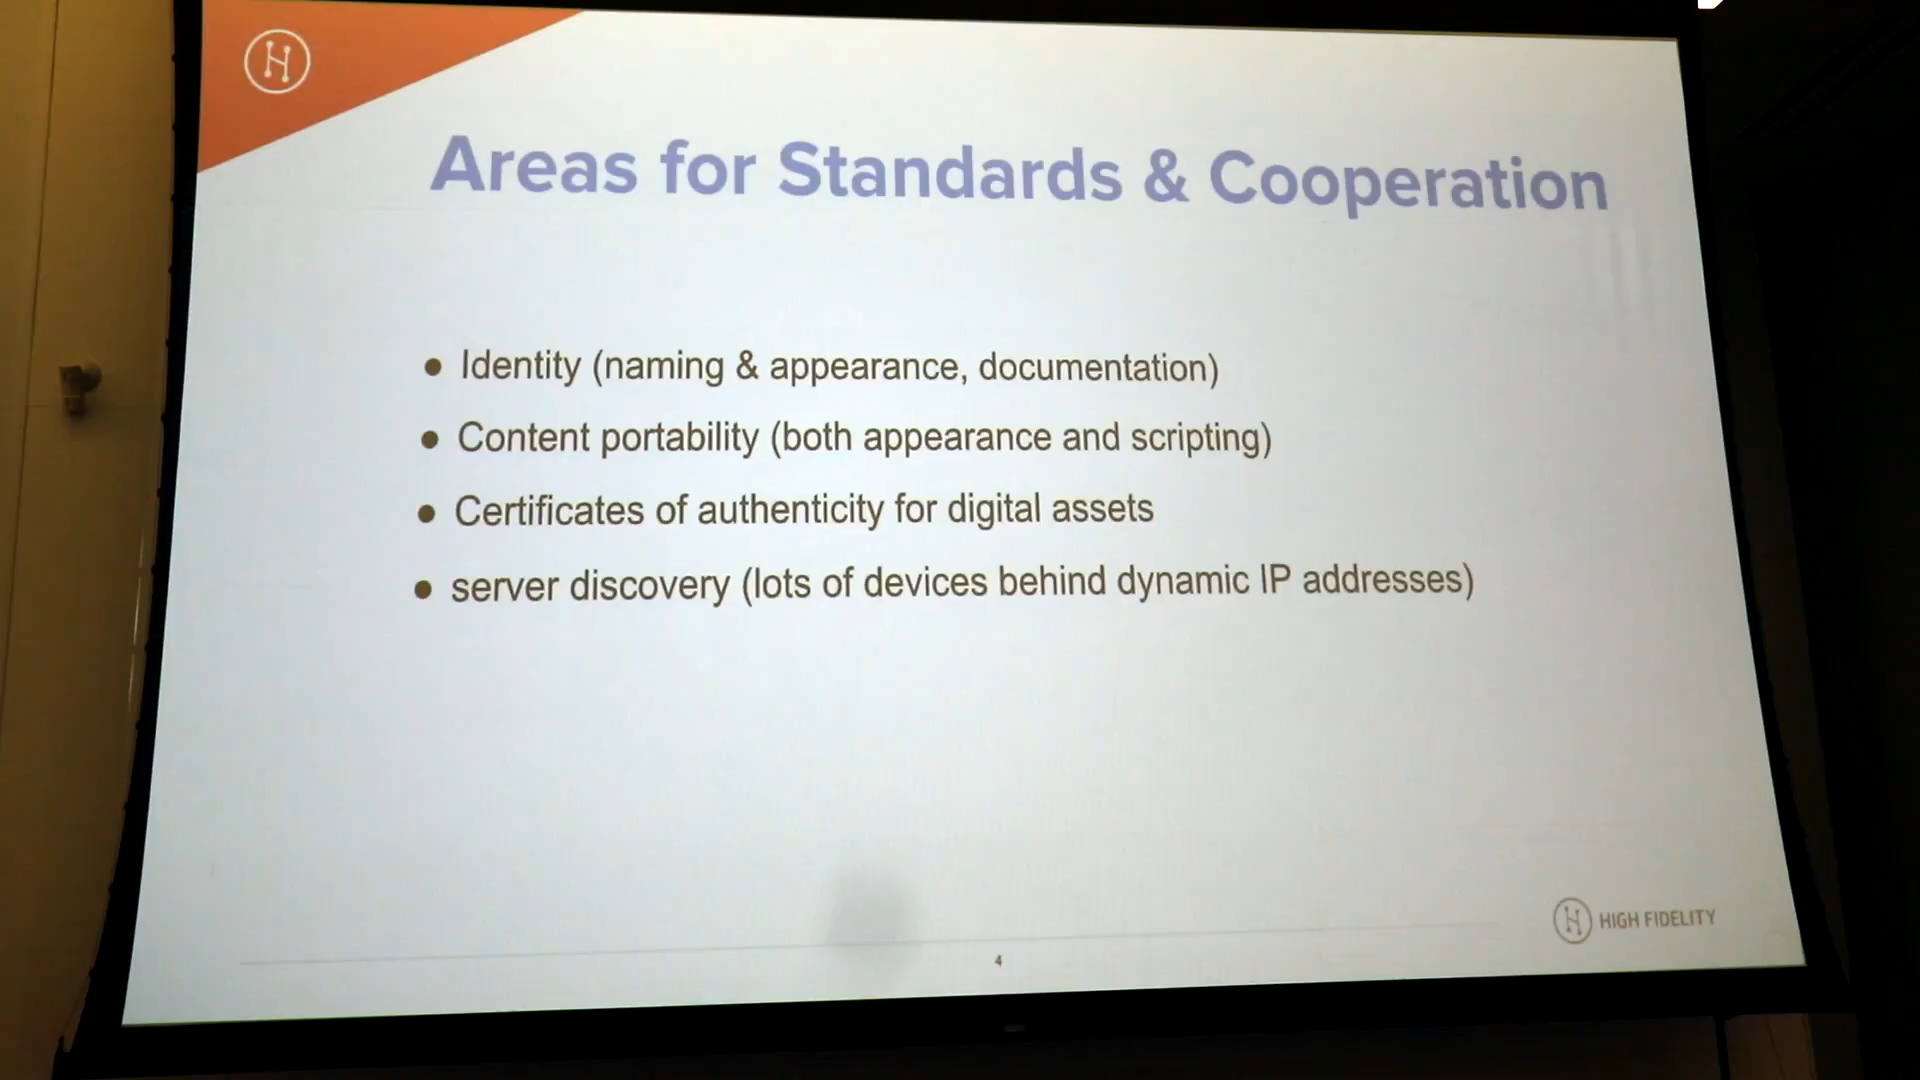 Areas for Standards & Cooperation
● Identity (naming & appearance, documentation)
● Content portability (both appearance and scripting)
● Certificates of authenticity for digital assets
● server discovery (lots of devices behind dynamic IP addresses)
HIGH FIDELITY
4